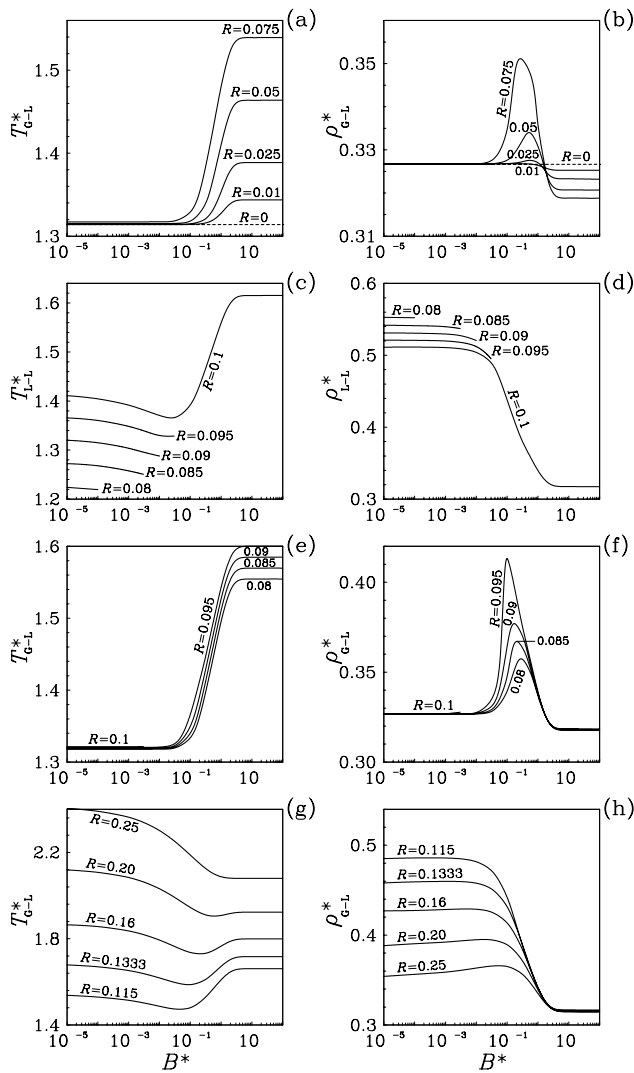 (a)
T*G-L
1.5
1.4
1.3
R=0.075
R=0.05
R=0.025
R=0.01
R=0
10⁻⁵ 10⁻³ 10⁻¹ 10
(b)
ρ*G-L
0.35
0.33
0.31
R=0.075
0.05
0.025
0.01
R=0
10⁻⁵ 10⁻³ 10⁻¹ 10
(c)
T*L-L
1.6
1.5
1.4
1.3
1.2
R=0.1
R=0.095
R=0.09
R=0.085
R=0.08
10⁻⁵ 10⁻³ 10⁻¹ 10
(d)
ρ*L-L
0.6
0.5
0.4
0.3
R=0.08
R=0.085
R=0.09
R=0.095
R=0.1
10⁻⁵ 10⁻³ 10⁻¹ 10
(e)
T*G-L
1.6
1.5
1.4
1.3
0.09
0.085
0.08
R=0.095
R=0.1
10⁻⁵ 10⁻³ 10⁻¹ 10
(f)
ρ*G-L
0.40
0.35
0.30
R=0.095
0.09
0.085
0.08
R=0.1
10⁻⁵ 10⁻³ 10⁻¹ 10
(g)
T*G-L
2.2
1.8
1.4
R=0.25
R=0.20
R=0.16
R=0.1333
R=0.115
10⁻⁵ 10⁻³ 10⁻¹ 10
B*
(h)
ρ*G-L
0.5
0.4
0.3
R=0.115
R=0.1333
R=0.16
R=0.20
R=0.25
10⁻⁵ 10⁻³ 10⁻¹ 10
B*